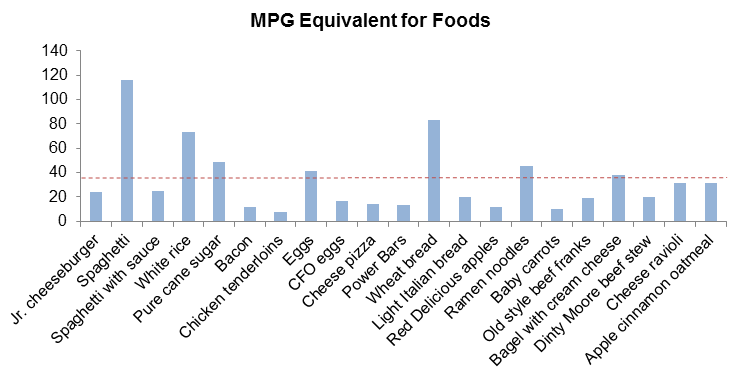 MPG Equivalent for Foods
140
120
100
80
60
40
20
0
Jr. cheeseburger
Spaghetti
Spaghetti with sauce
White rice
Pure cane sugar
Bacon
Chicken tenderloins
Eggs
CFO eggs
Cheese pizza
Power Bars
Wheat bread
Light Italian bread
Red Delicious apples
Ramen noodles
Baby carrots
Old style beef franks
Bagel with cream cheese
Dinty Moore beef stew
Cheese ravioli
Apple cinnamon oatmeal